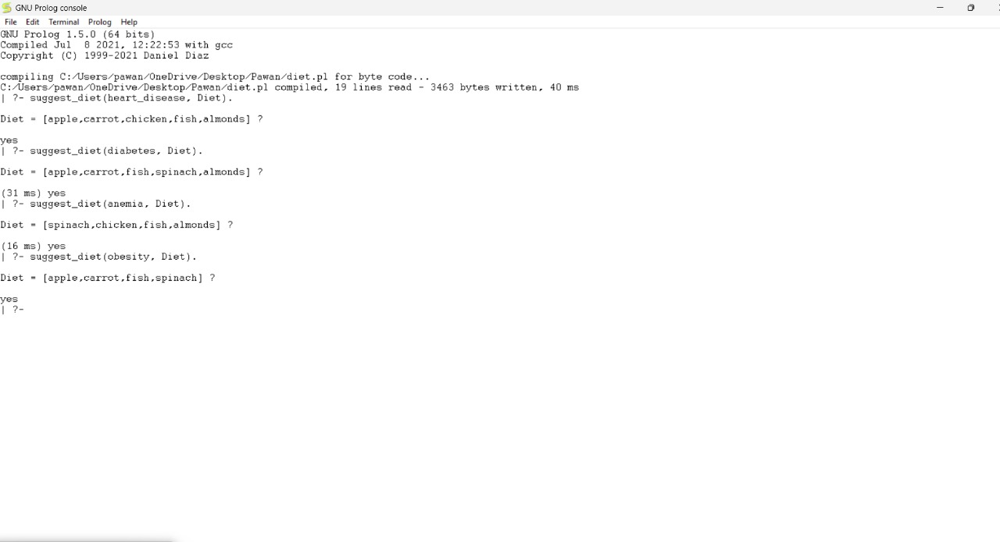 GNU Prolog console
File Edit Terminal Prolog Help
GNU Prolog 1.5.0 (64 bits)
Compiled Jul  8 2021, 12:22:53 with gcc
Copyright (C) 1999-2021 Daniel Diaz
compiling C:/Users/pawan/OneDrive/Desktop/Pawan/diet.pl for byte code...
C:/Users/pawan/OneDrive/Desktop/Pawan/diet.pl compiled, 19 lines read - 3463 bytes written, 40 ms
| ?- suggest_diet(heart_disease, Diet).
Diet = [apple,carrot,chicken,fish,almonds] ?
yes
| ?- suggest_diet(diabetes, Diet).
Diet = [apple,carrot,fish,spinach,almonds] ?
(31 ms) yes
| ?- suggest_diet(anemia, Diet).
Diet = [spinach,chicken,fish,almonds] ?
(16 ms) yes
| ?- suggest_diet(obesity, Diet).
Diet = [apple,carrot,fish,spinach] ?
yes
| ?-